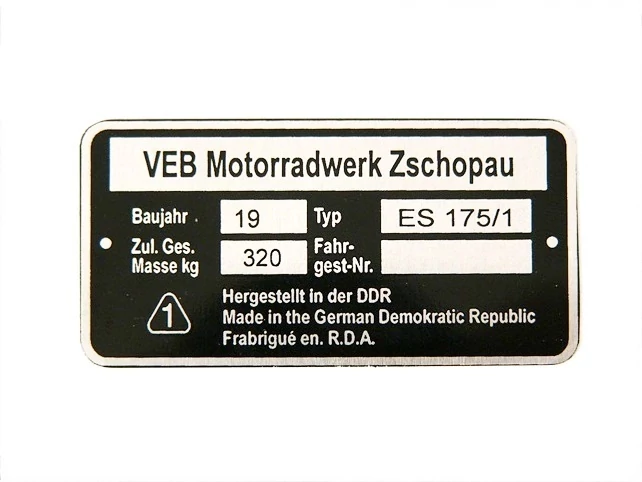 VEB Motorradwerk Zschopau
Baujahr . 19 Typ ES 175/1
Zul. Ges. Masse kg 320 Fahr-gest-Nr.
1
Hergestellt in der DDR
Made in the German Demokratic Republic
Frabrigué en. R.D.A.